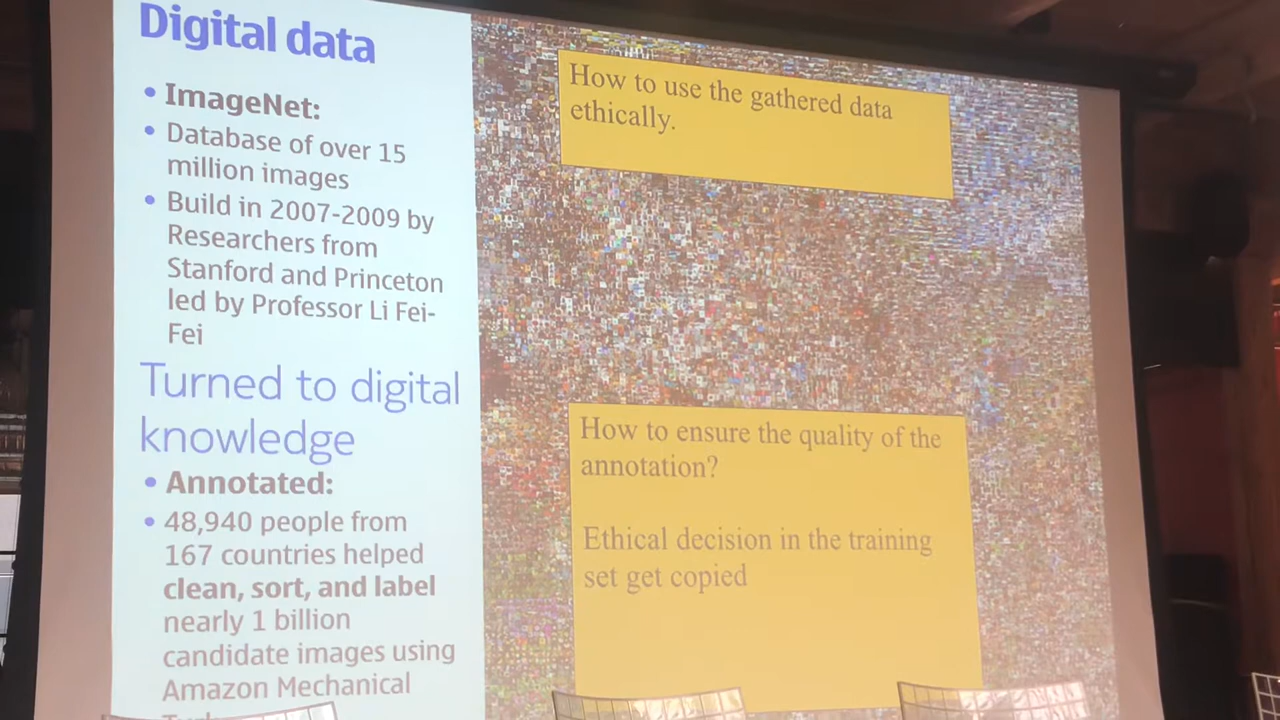 Digital data
• ImageNet:
• Database of over 15
million images
• Build in 2007-2009 by
Researchers from
Stanford and Princeton
led by Professor Li Fei-
Fei
Turned to digital
knowledge
• Annotated:
• 48,940 people from
167 countries helped
clean, sort, and label
nearly 1 billion
candidate images using
Amazon Mechanical
How to use the gathered data
ethically.
How to ensure the quality of the
annotation?
Ethical decision in the training
set get copied